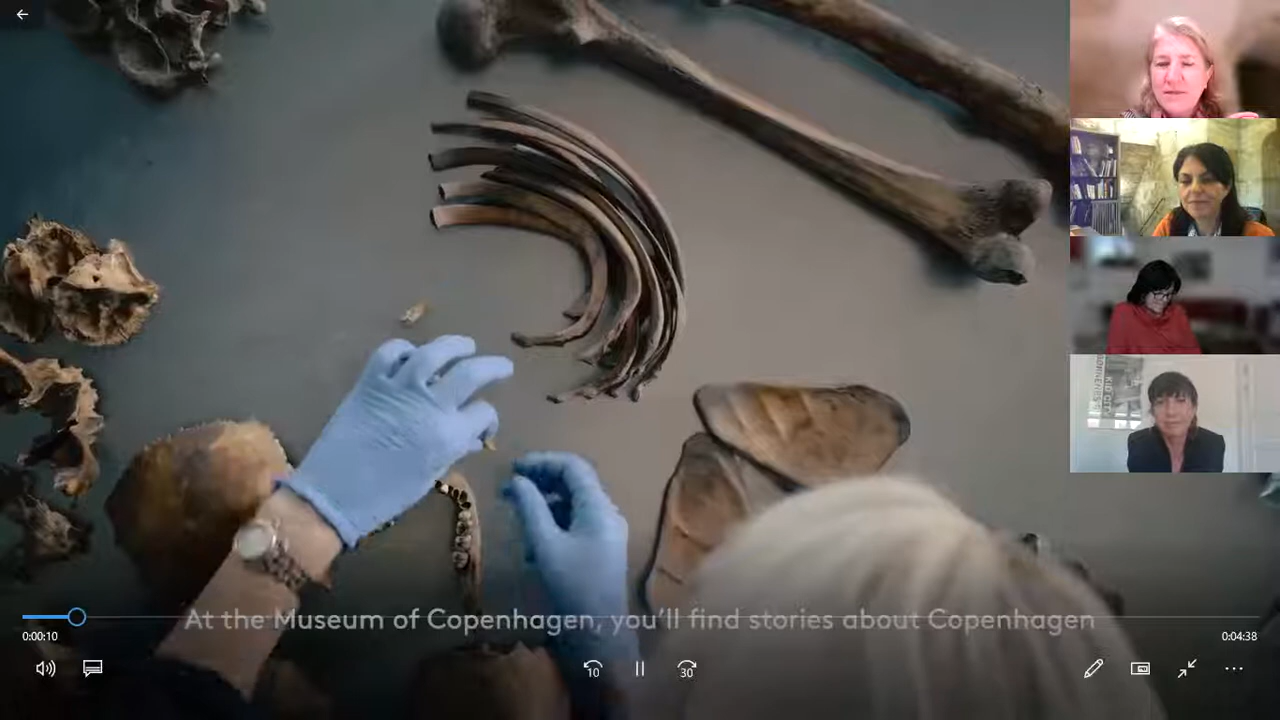 At the Museum of Copenhagen, you'll find stories about Copenhagen
0:00:10
0:04:38
10
30